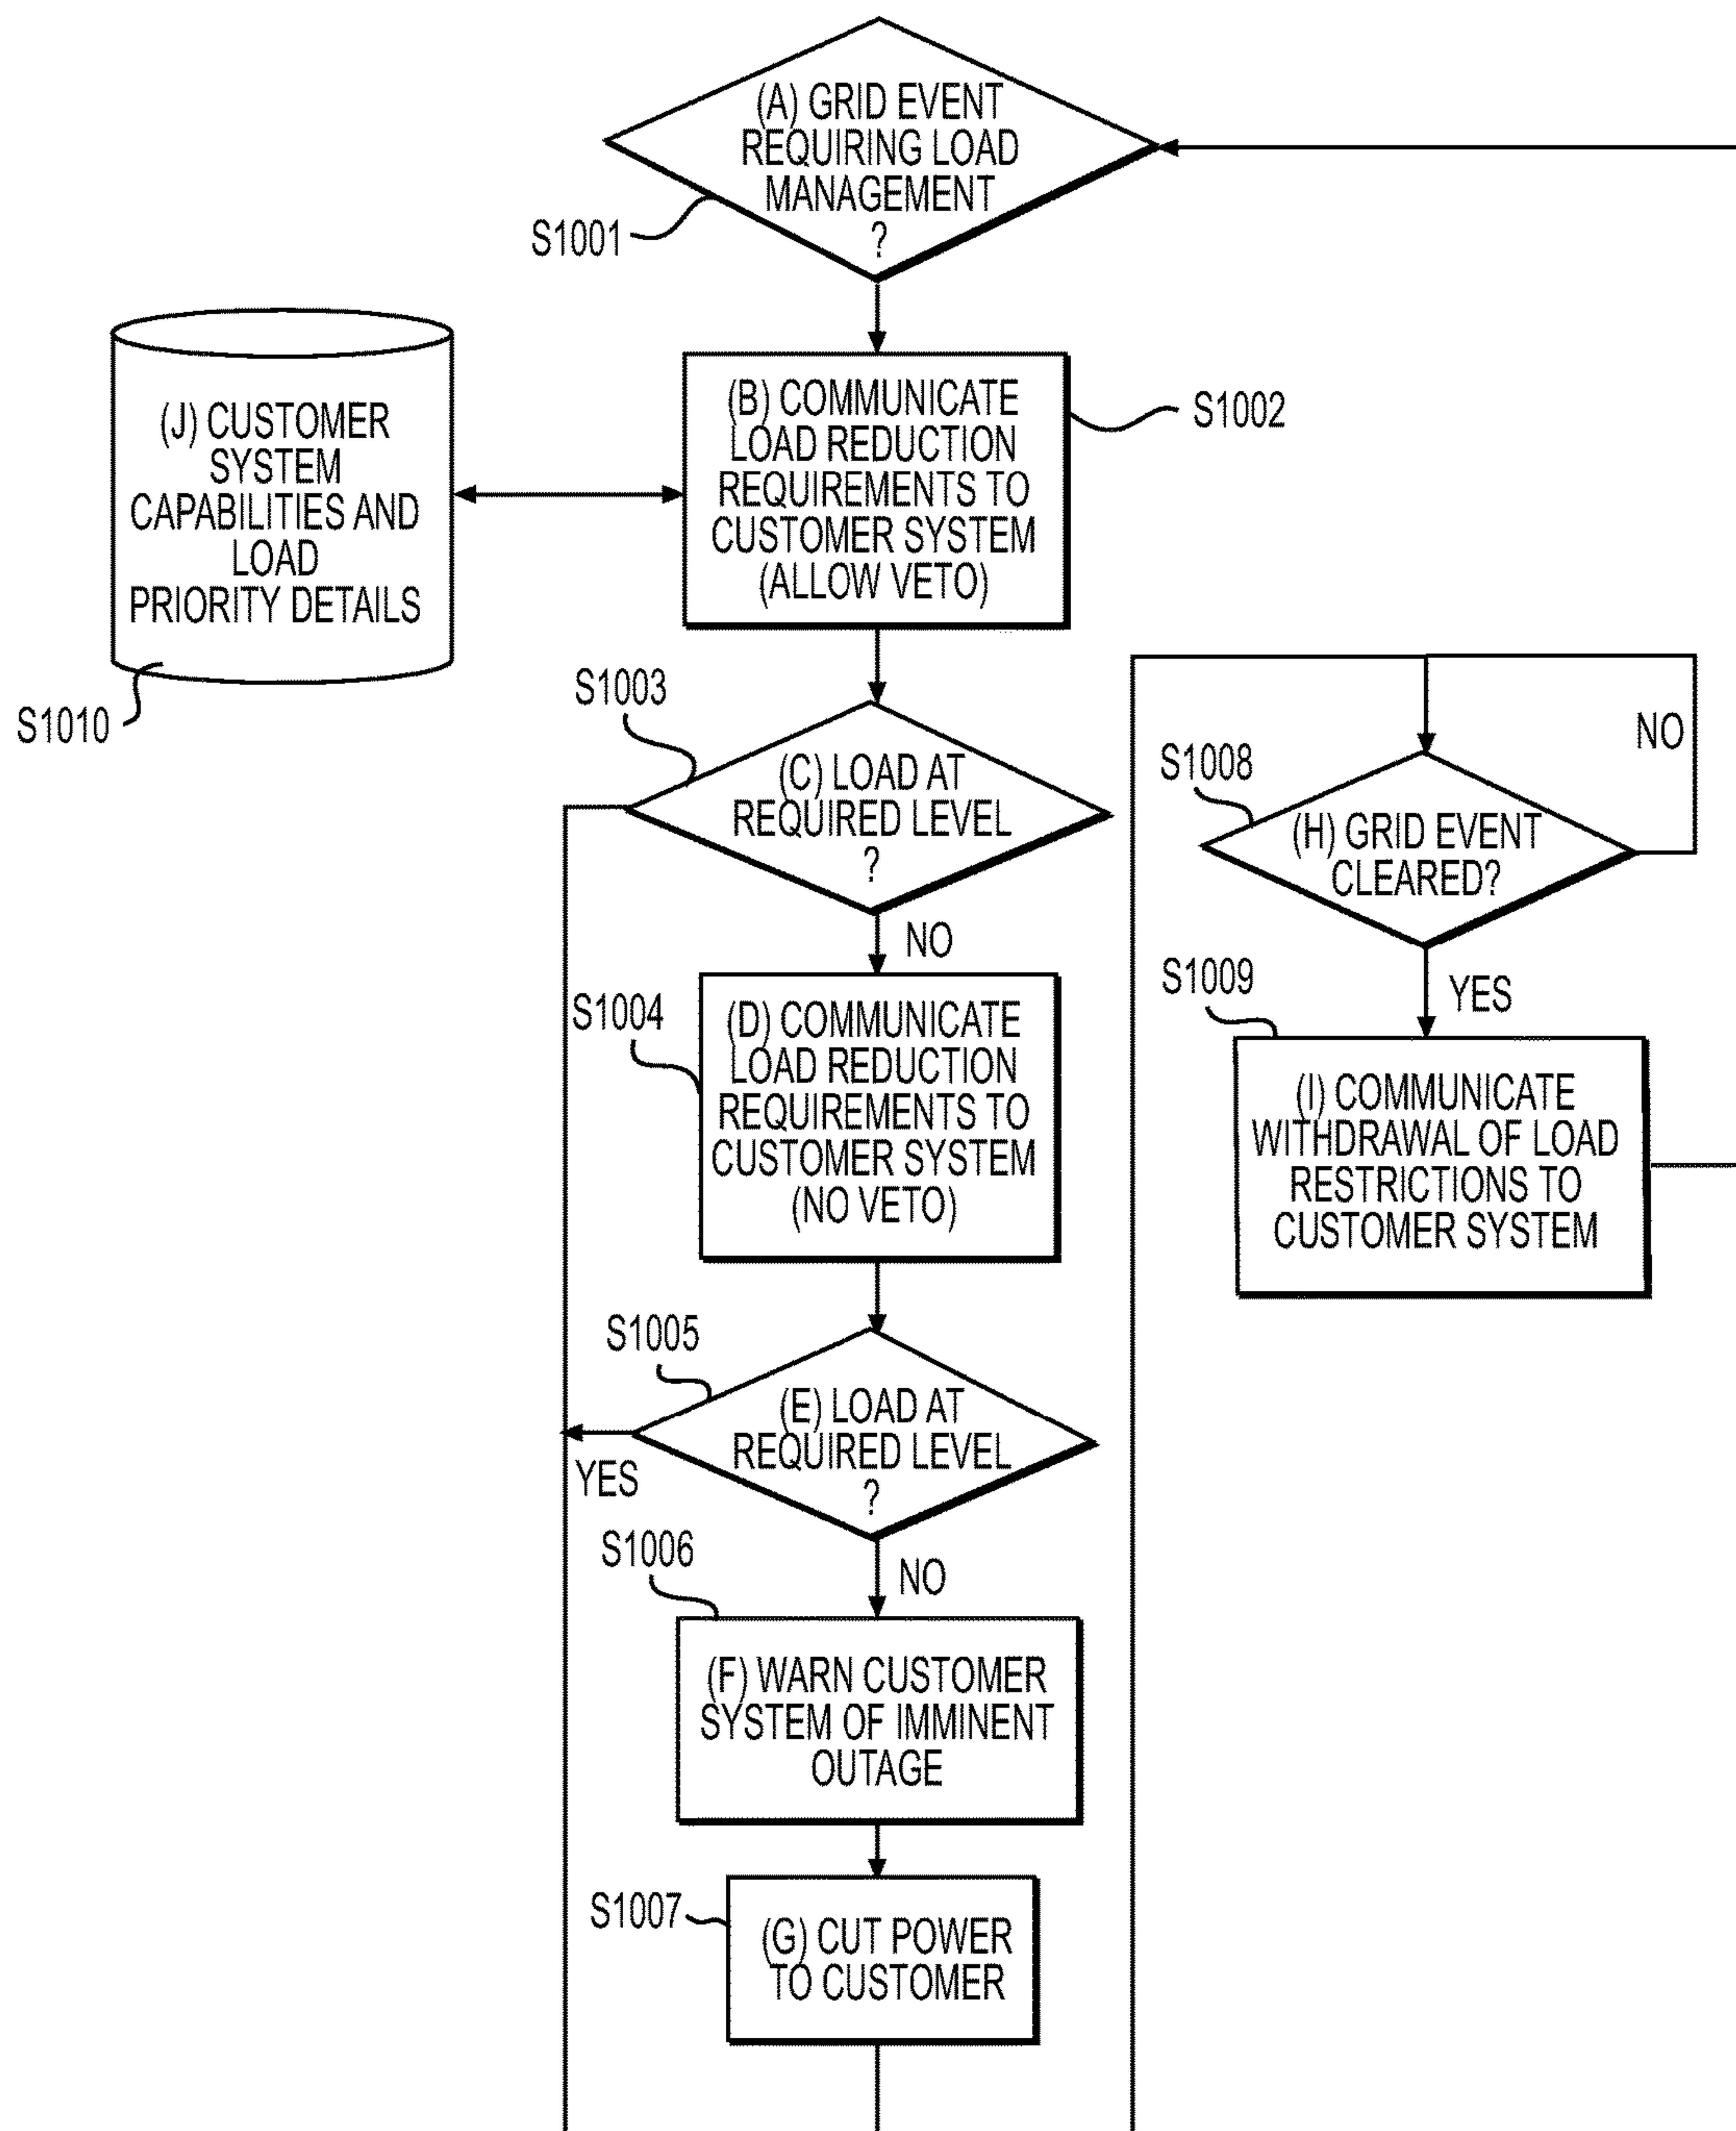 (A) GRID EVENT
REQUIRING LOAD
MANAGEMENT
?
S1001
(B) COMMUNICATE
LOAD REDUCTION
REQUIREMENTS TO
CUSTOMER SYSTEM
(ALLOW VETO)
S1002
(J) CUSTOMER
SYSTEM
CAPABILITIES AND
LOAD
PRIORITY DETAILS
S1010
S1003
(C) LOAD AT
REQUIRED LEVEL
?
NO
S1004
(D) COMMUNICATE
LOAD REDUCTION
REQUIREMENTS TO
CUSTOMER SYSTEM
(NO VETO)
S1005
(E) LOAD AT
REQUIRED LEVEL
?
YES
NO
S1006
(F) WARN CUSTOMER
SYSTEM OF IMMINENT
OUTAGE
S1007
(G) CUT POWER
TO CUSTOMER
S1008
(H) GRID EVENT
CLEARED?
NO
YES
S1009
(I) COMMUNICATE
WITHDRAWAL OF LOAD
RESTRICTIONS TO
CUSTOMER SYSTEM